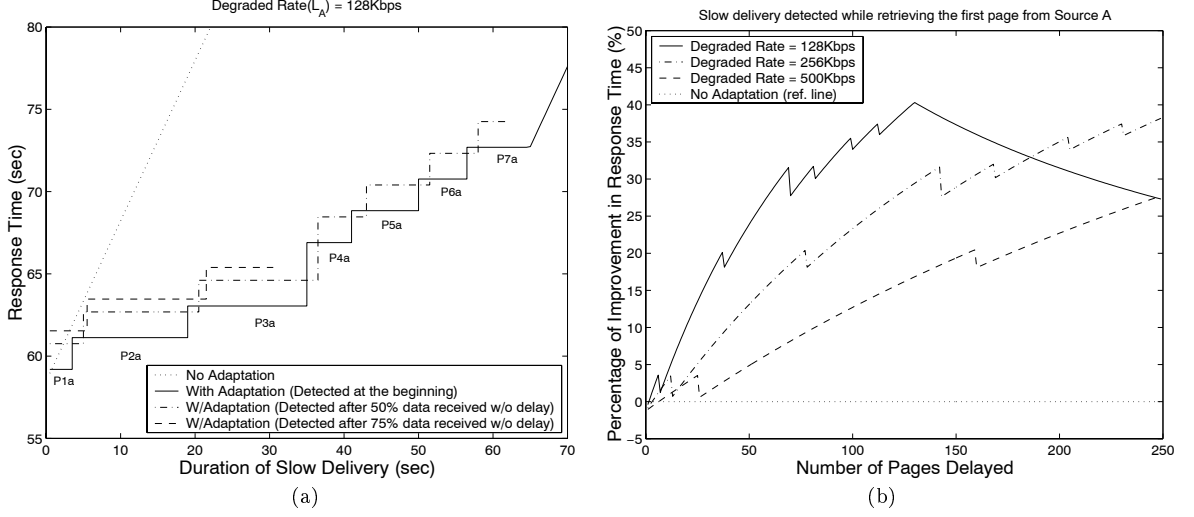 Degraded Rate(L_A) = 128Kbps
80
75
70
65
60
55
Response Time (sec)
P1a
P2a
P3a
P4a
P5a
P6a
P7a
No Adaptation
With Adaptation (Detected at the beginning)
W/Adaptation (Detected after 50% data received w/o delay)
W/Adaptation (Detected after 75% data received w/o delay)
0 10 20 30 40 50 60 70
Duration of Slow Delivery (sec)
(a)
Slow delivery detected while retrieving the first page from Source A
50
45
40
35
30
25
20
15
10
5
0
−5
Percentage of Improvement in Response Time (%)
Degraded Rate = 128Kbps
Degraded Rate = 256Kbps
Degraded Rate = 500Kbps
No Adaptation (ref. line)
0 50 100 150 200 250
Number of Pages Delayed
(b)